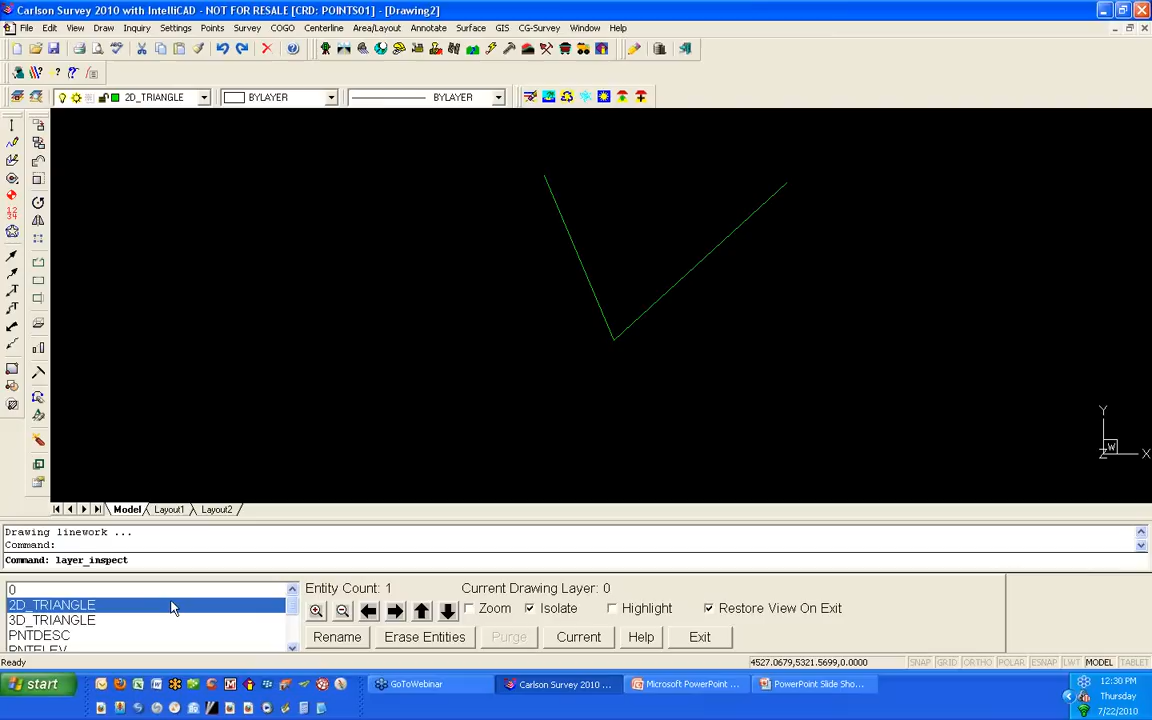 Carlson Survey 2010 with IntelliCAD - NOT FOR RESALE [CRD: POINTS01] - [Drawing2]
File Edit View Draw Inquiry Settings Points Survey COGO Centerline Area/Layout Annotate Surface GIS CG-Survey Window Help
2D_TRIANGLE BYLAYER BYLAYER
Y
W
Z X
Model Layout1 Layout2
Drawing linework ...
Command:
Command: layer_inspect
0 Entity Count: 1 Current Drawing Layer: 0
2D_TRIANGLE Zoom Isolate Highlight Restore View On Exit
3D_TRIANGLE
PNTDESC Rename Erase Entities Purge Current Help Exit
PNTELEV
Ready 4527.0679,5321.5699,0.0000 SNAP GRID ORTHO POLAR ESNAP LWT MODEL TABLET
start GoToWebinar Carlson Survey 2010 ... Microsoft PowerPoint ... PowerPoint Slide Sho... 12:30 PM
Thursday
7/22/2010